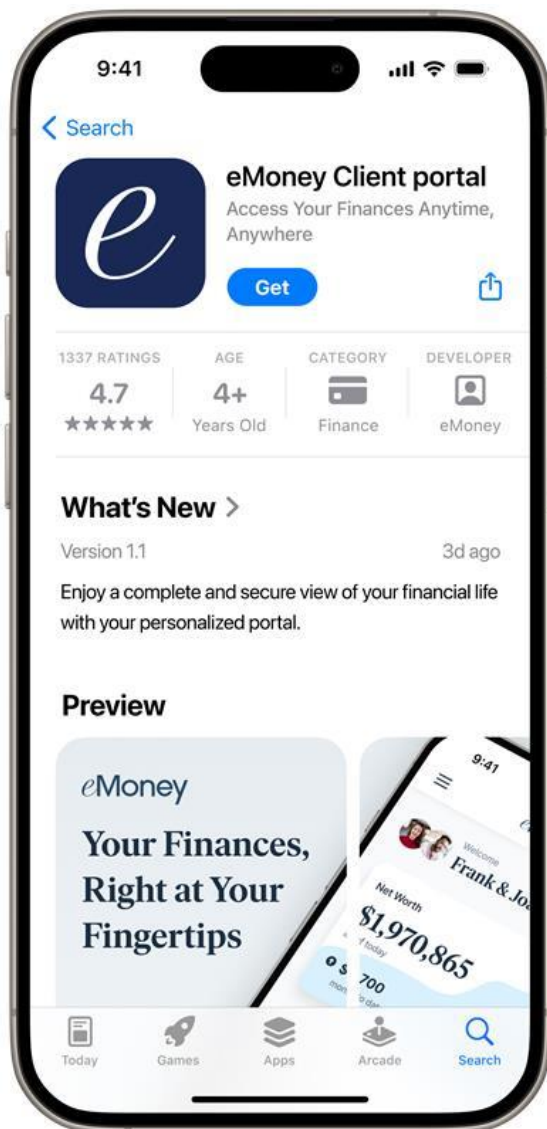 9:41
Search
e
eMoney Client portal
Access Your Finances Anytime,
Anywhere
Get
1337 RATINGS
4.7
AGE
4+
Years Old
CATEGORY
Finance
DEVELOPER
eMoney
What's New
Version 1.1
3d ago
Enjoy a complete and secure view of your financial life
with your personalized portal.
Preview
eMoney
Your Finances,
Right at Your
Fingertips
9:41
Welcome
Frank &
Net Worth
$1,970,865
today
Today
Games
Apps
Arcade
Search